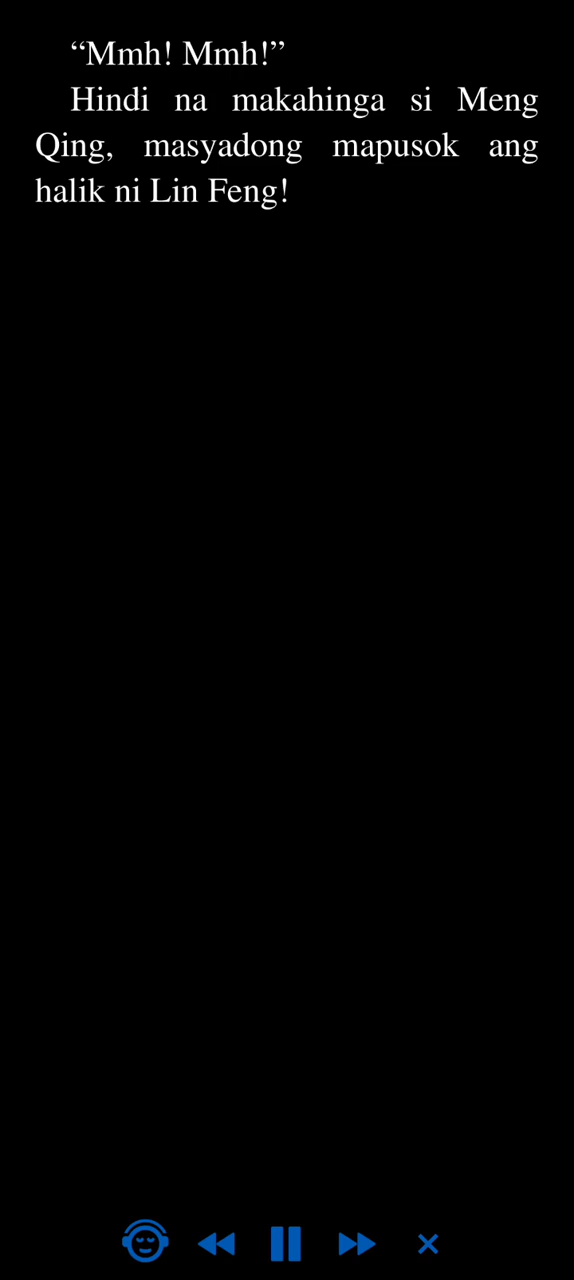 “Mmh! Mmh!”
Hindi na makahinga si Meng
Qing, masyadong mapusok ang
halik ni Lin Feng!